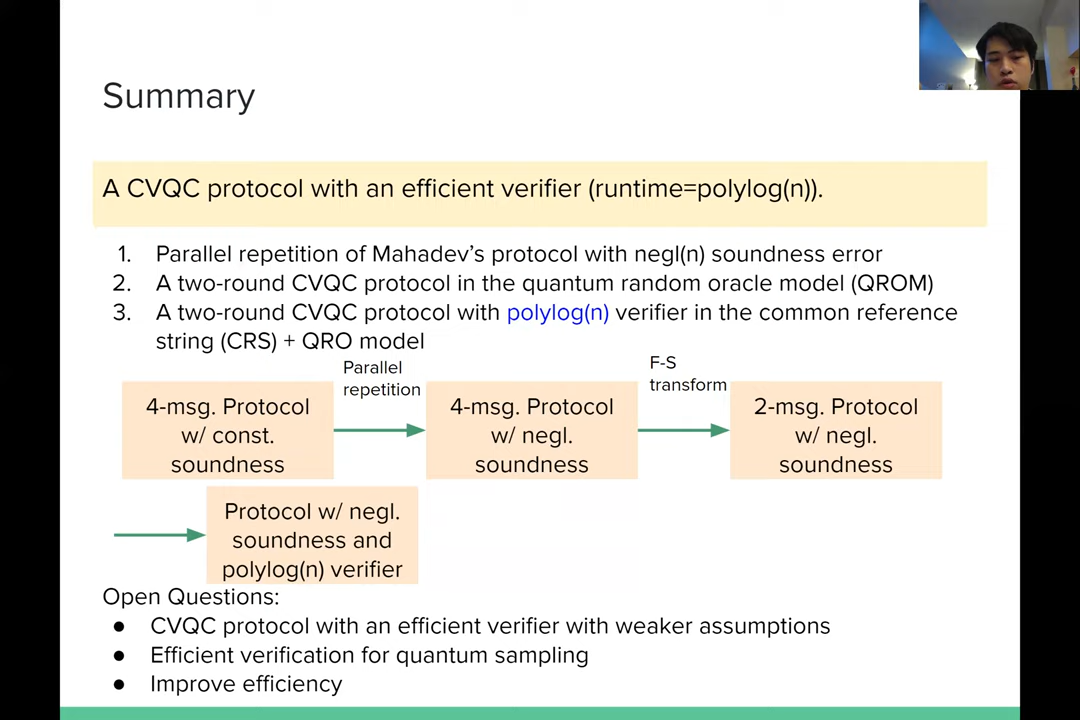 Summary
A CVQC protocol with an efficient verifier (runtime=polylog(n)).
1. Parallel repetition of Mahadev's protocol with negl(n) soundness error
2. A two-round CVQC protocol in the quantum random oracle model (QROM)
3. A two-round CVQC protocol with polylog(n) verifier in the common reference
string (CRS) + QRO model
Parallel
repetition
F-S
transform
4-msg. Protocol
w/ const.
soundness
4-msg. Protocol
w/ negl.
soundness
2-msg. Protocol
w/ negl.
soundness
Protocol w/ negl.
soundness and
polylog(n) verifier
Open Questions:
● CVQC protocol with an efficient verifier with weaker assumptions
● Efficient verification for quantum sampling
● Improve efficiency